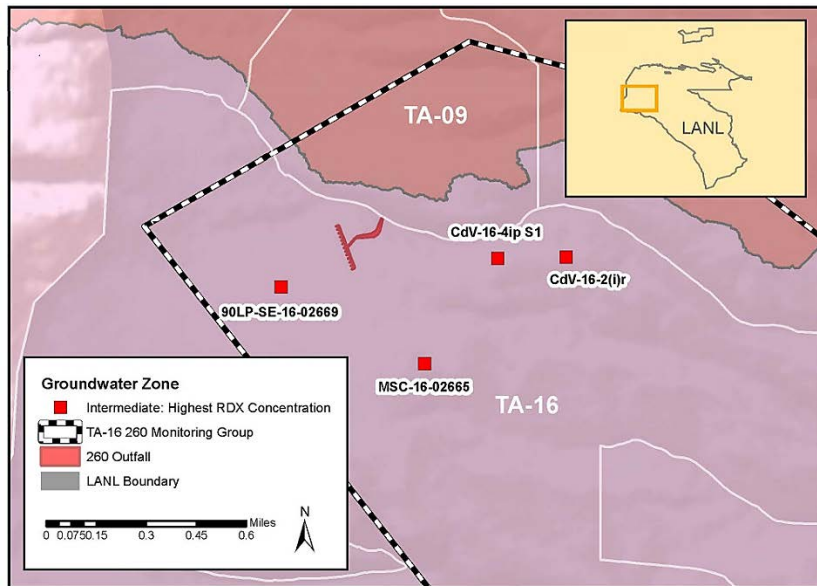 TA-09
LANL
CdV-16-4ip S1
CdV-16-2(i)r
90LP-SE-16-02669
MSC-16-02665
TA-16
Groundwater Zone
Intermediate: Highest RDX Concentration
TA-16 260 Monitoring Group
260 Outfall
LANL Boundary
Miles
0 0.0750.15 0.3 0.45 0.6
N